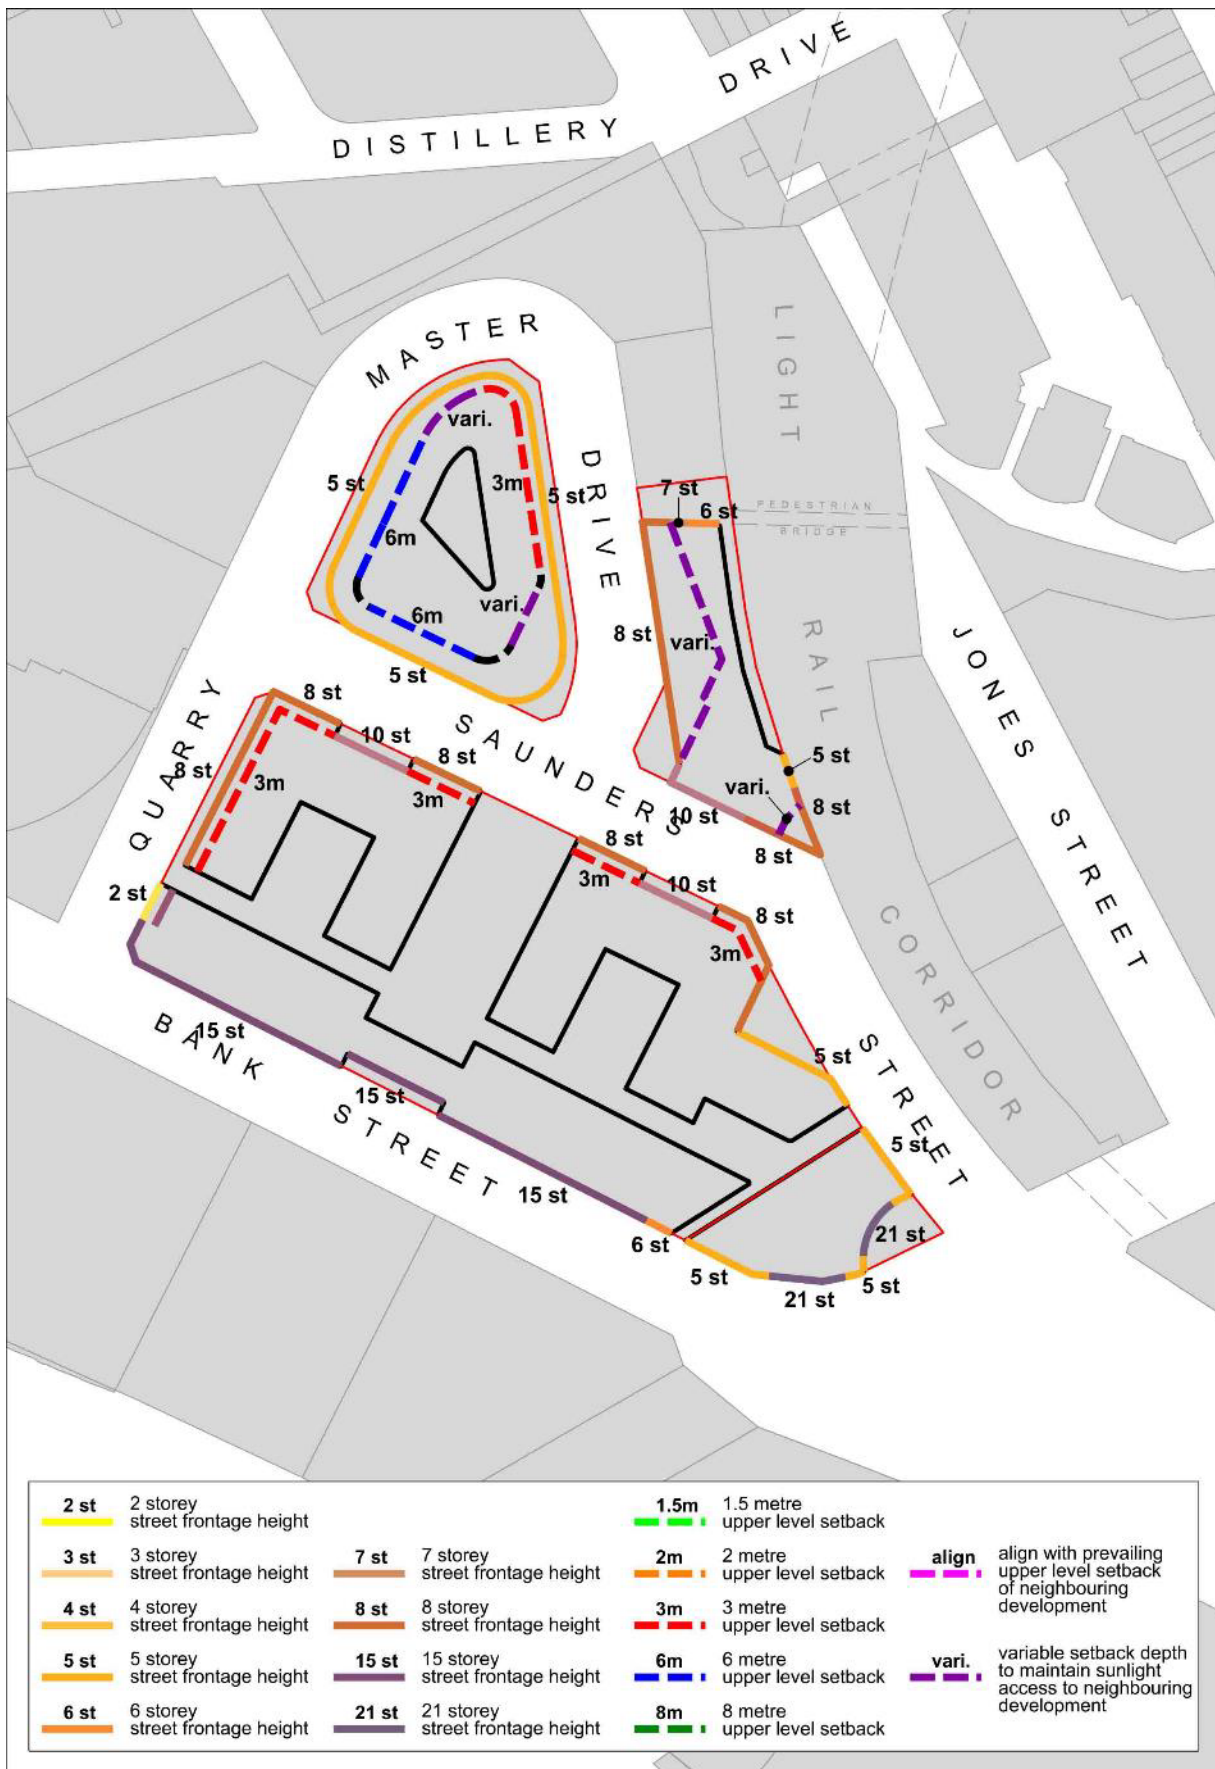 DISTILLERY DRIVE
MASTER
DRIVE
LIGHT
RAIL
CORRIDOR
PEDESTRIAN
BRIDGE
JONES STREET
QUARRY
SAUNDERS
STREET
BANK STREET
vari.
5 st
3m
5 st
6m
6m
vari.
5 st
7 st
6 st
8 st
vari.
5 st
vari.
8 st
10 st
8 st
8 st
10 st
8 st
8 st
3m
3m
8 st
3m
10 st
8 st
3m
2 st
15 st
15 st
15 st
6 st
5 st
5 st
21 st
5 st
21 st
5 st
2 st 2 storey
street frontage height
3 st 3 storey
street frontage height
4 st 4 storey
street frontage height
5 st 5 storey
street frontage height
6 st 6 storey
street frontage height
7 st 7 storey
street frontage height
8 st 8 storey
street frontage height
15 st 15 storey
street frontage height
21 st 21 storey
street frontage height
1.5m 1.5 metre
upper level setback
2m 2 metre
upper level setback
3m 3 metre
upper level setback
6m 6 metre
upper level setback
8m 8 metre
upper level setback
align align with prevailing
upper level setback
of neighbouring
development
vari. variable setback depth
to maintain sunlight
access to neighbouring
development